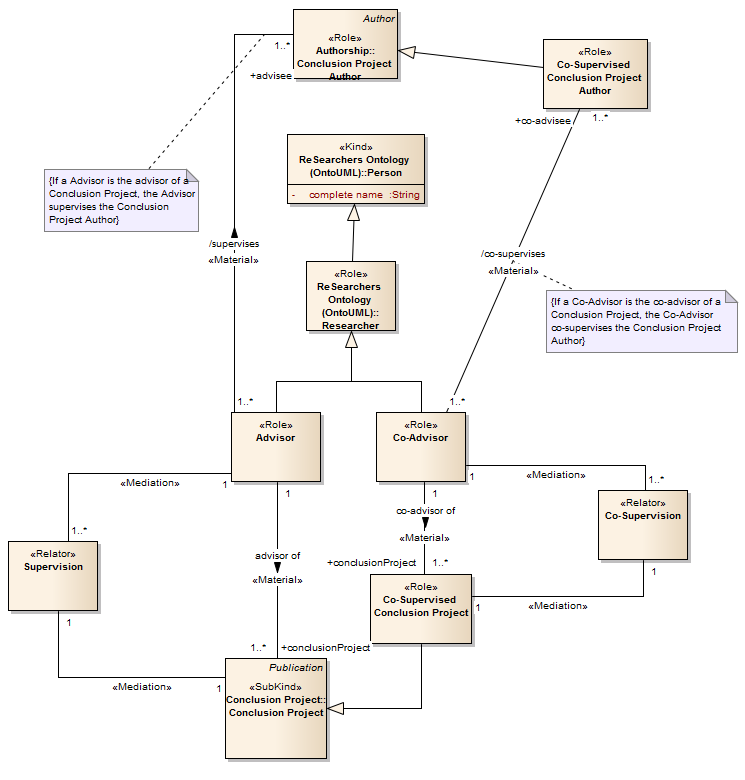 Author
«Role»
Authorship::
Conclusion Project
Author
1..*
+advisee
«Role»
Co-Supervised
Conclusion Project
Author
+co-advisee
1..*
«Kind»
ReSearchers Ontology
(OntoUML)::Person
- complete name :String
{If a Advisor is the advisor of a
Conclusion Project, the Advisor
supervises the Conclusion
Project Author}
/supervises
«Material»
/co-supervises
«Material»
«Role»
ReSearchers
Ontology
(OntoUML)::
Researcher
{If a Co-Advisor is the co-advisor of a
Conclusion Project, the Co-Advisor
co-supervises the Conclusion Project
Author}
1..*
1..*
«Role»
Advisor
«Role»
Co-Advisor
«Mediation»
1
1
1
1
«Mediation»
1..*
1..*
«Relator»
Co-Supervision
co-advisor of
«Material»
«Relator»
Supervision
advisor of
«Material»
+conclusionProject
1..*
1
«Role»
Co-Supervised
Conclusion Project
1
«Mediation»
1
1..*
+conclusionProject
Publication
«SubKind»
Conclusion Project::
Conclusion Project
«Mediation»
1